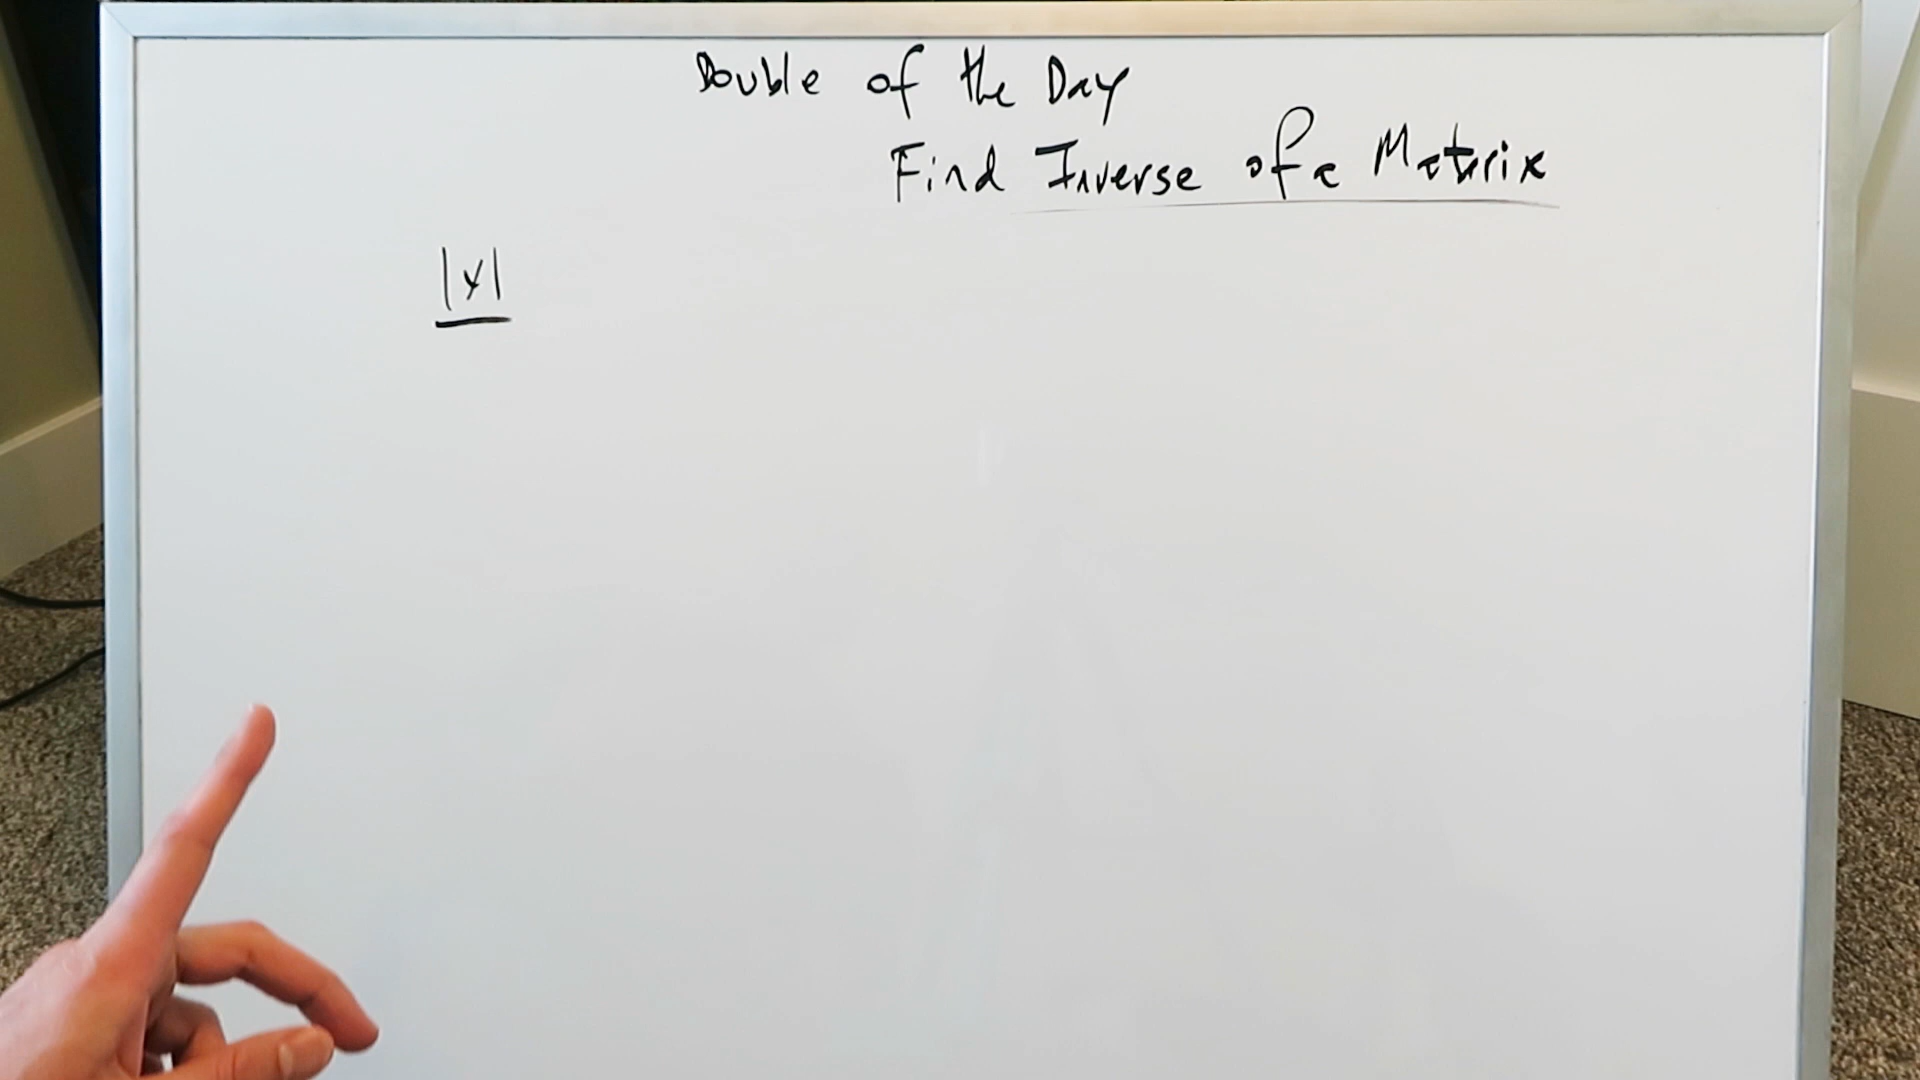 Double of the Day
Find Inverse of a Matrix
1x1